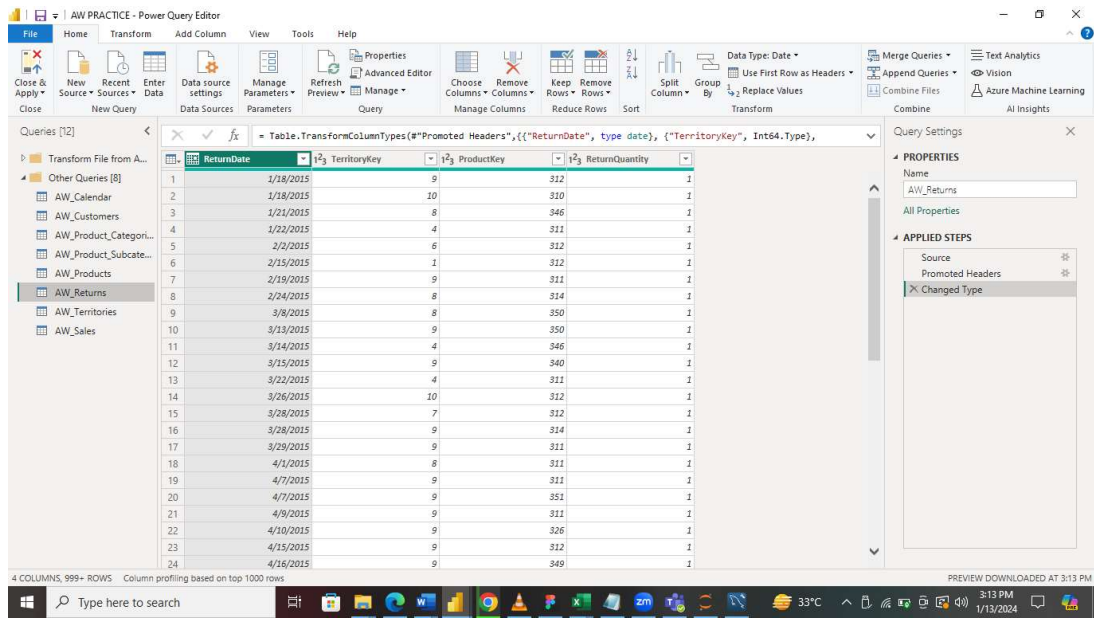 AW PRACTICE - Power Query Editor
File Home Transform Add Column View Tools Help
Close & Apply
New Source
Recent Sources
Enter Data
Data source settings
Manage Parameters
Refresh Preview
Properties
Advanced Editor
Manage
Choose Columns
Remove Columns
Keep Rows
Remove Rows
Split Column
Group By
Data Type: Date
Use First Row as Headers
Replace Values
Merge Queries
Append Queries
Combine Files
Text Analytics
Vision
Azure Machine Learning
Close New Query Data Sources Parameters Query Manage Columns Reduce Rows Sort Transform Combine AI Insights
Queries [12]
Transform File from A...
Other Queries [8]
AW_Calendar
AW_Customers
AW_Product_Categori...
AW_Product_Subcate...
AW_Products
AW_Returns
AW_Territories
AW_Sales
fx = Table.TransformColumnTypes(#"Promoted Headers",{{"ReturnDate", type date}, {"TerritoryKey", Int64.Type},
ReturnDate 123 TerritoryKey 123 ProductKey 123 ReturnQuantity
1 1/18/2015 9 312 1
2 1/18/2015 10 310 1
3 1/21/2015 8 346 1
4 1/22/2015 4 311 1
5 2/2/2015 6 312 1
6 2/15/2015 1 312 1
7 2/19/2015 9 311 1
8 2/24/2015 8 314 1
9 3/8/2015 8 350 1
10 3/13/2015 9 350 1
11 3/14/2015 4 346 1
12 3/15/2015 9 340 1
13 3/22/2015 4 311 1
14 3/26/2015 10 312 1
15 3/28/2015 7 312 1
16 3/28/2015 9 314 1
17 3/29/2015 9 311 1
18 4/1/2015 8 311 1
19 4/7/2015 9 311 1
20 4/7/2015 9 351 1
21 4/9/2015 9 311 1
22 4/10/2015 9 326 1
23 4/15/2015 9 312 1
24 4/16/2015 9 349 1
Query Settings
PROPERTIES
Name
AW_Returns
All Properties
APPLIED STEPS
Source
Promoted Headers
Changed Type
4 COLUMNS, 999+ ROWS Column profiling based on top 1000 rows
PREVIEW DOWNLOADED AT 3:13 PM
Type here to search
33°C
3:13 PM
1/13/2024